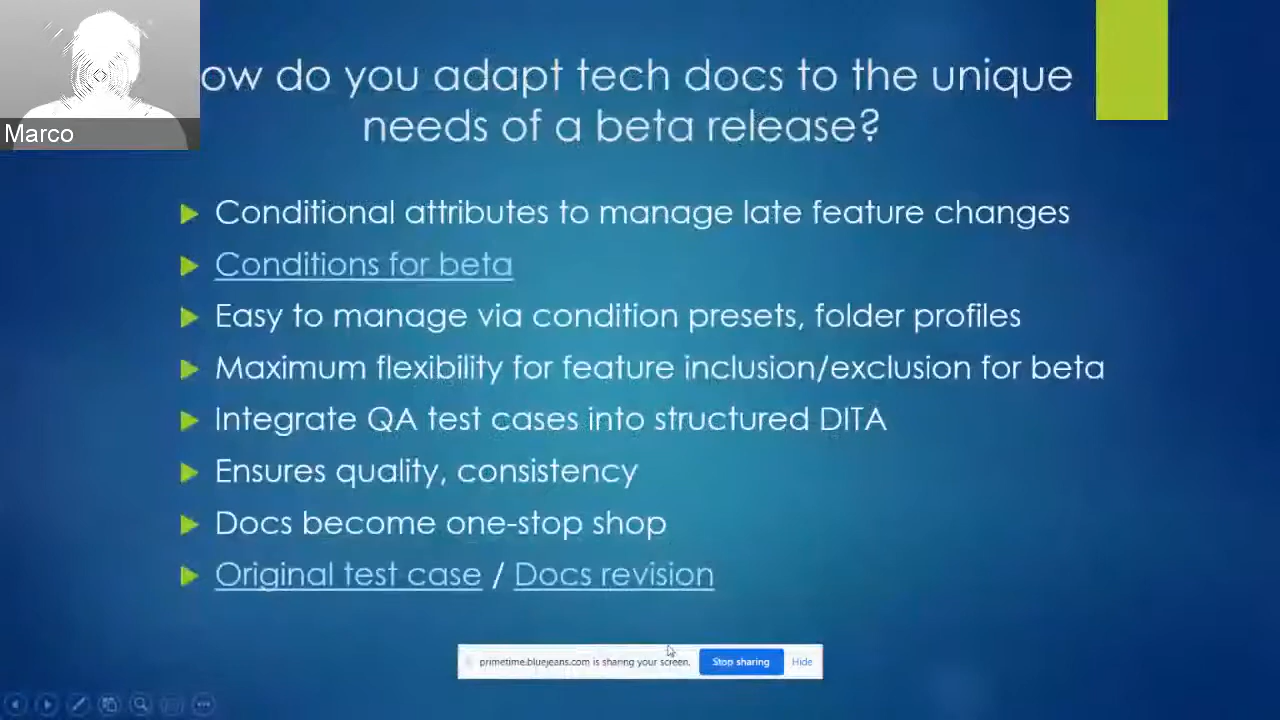 Marco
ow do you adapt tech docs to the unique
needs of a beta release?
Conditional attributes to manage late feature changes
Conditions for beta
Easy to manage via condition presets, folder profiles
Maximum flexibility for feature inclusion/exclusion for beta
Integrate QA test cases into structured DITA
Ensures quality, consistency
Docs become one-stop shop
Original test case / Docs revision
primetime.bluejeans.com is sharing your screen. Stop sharing Hide